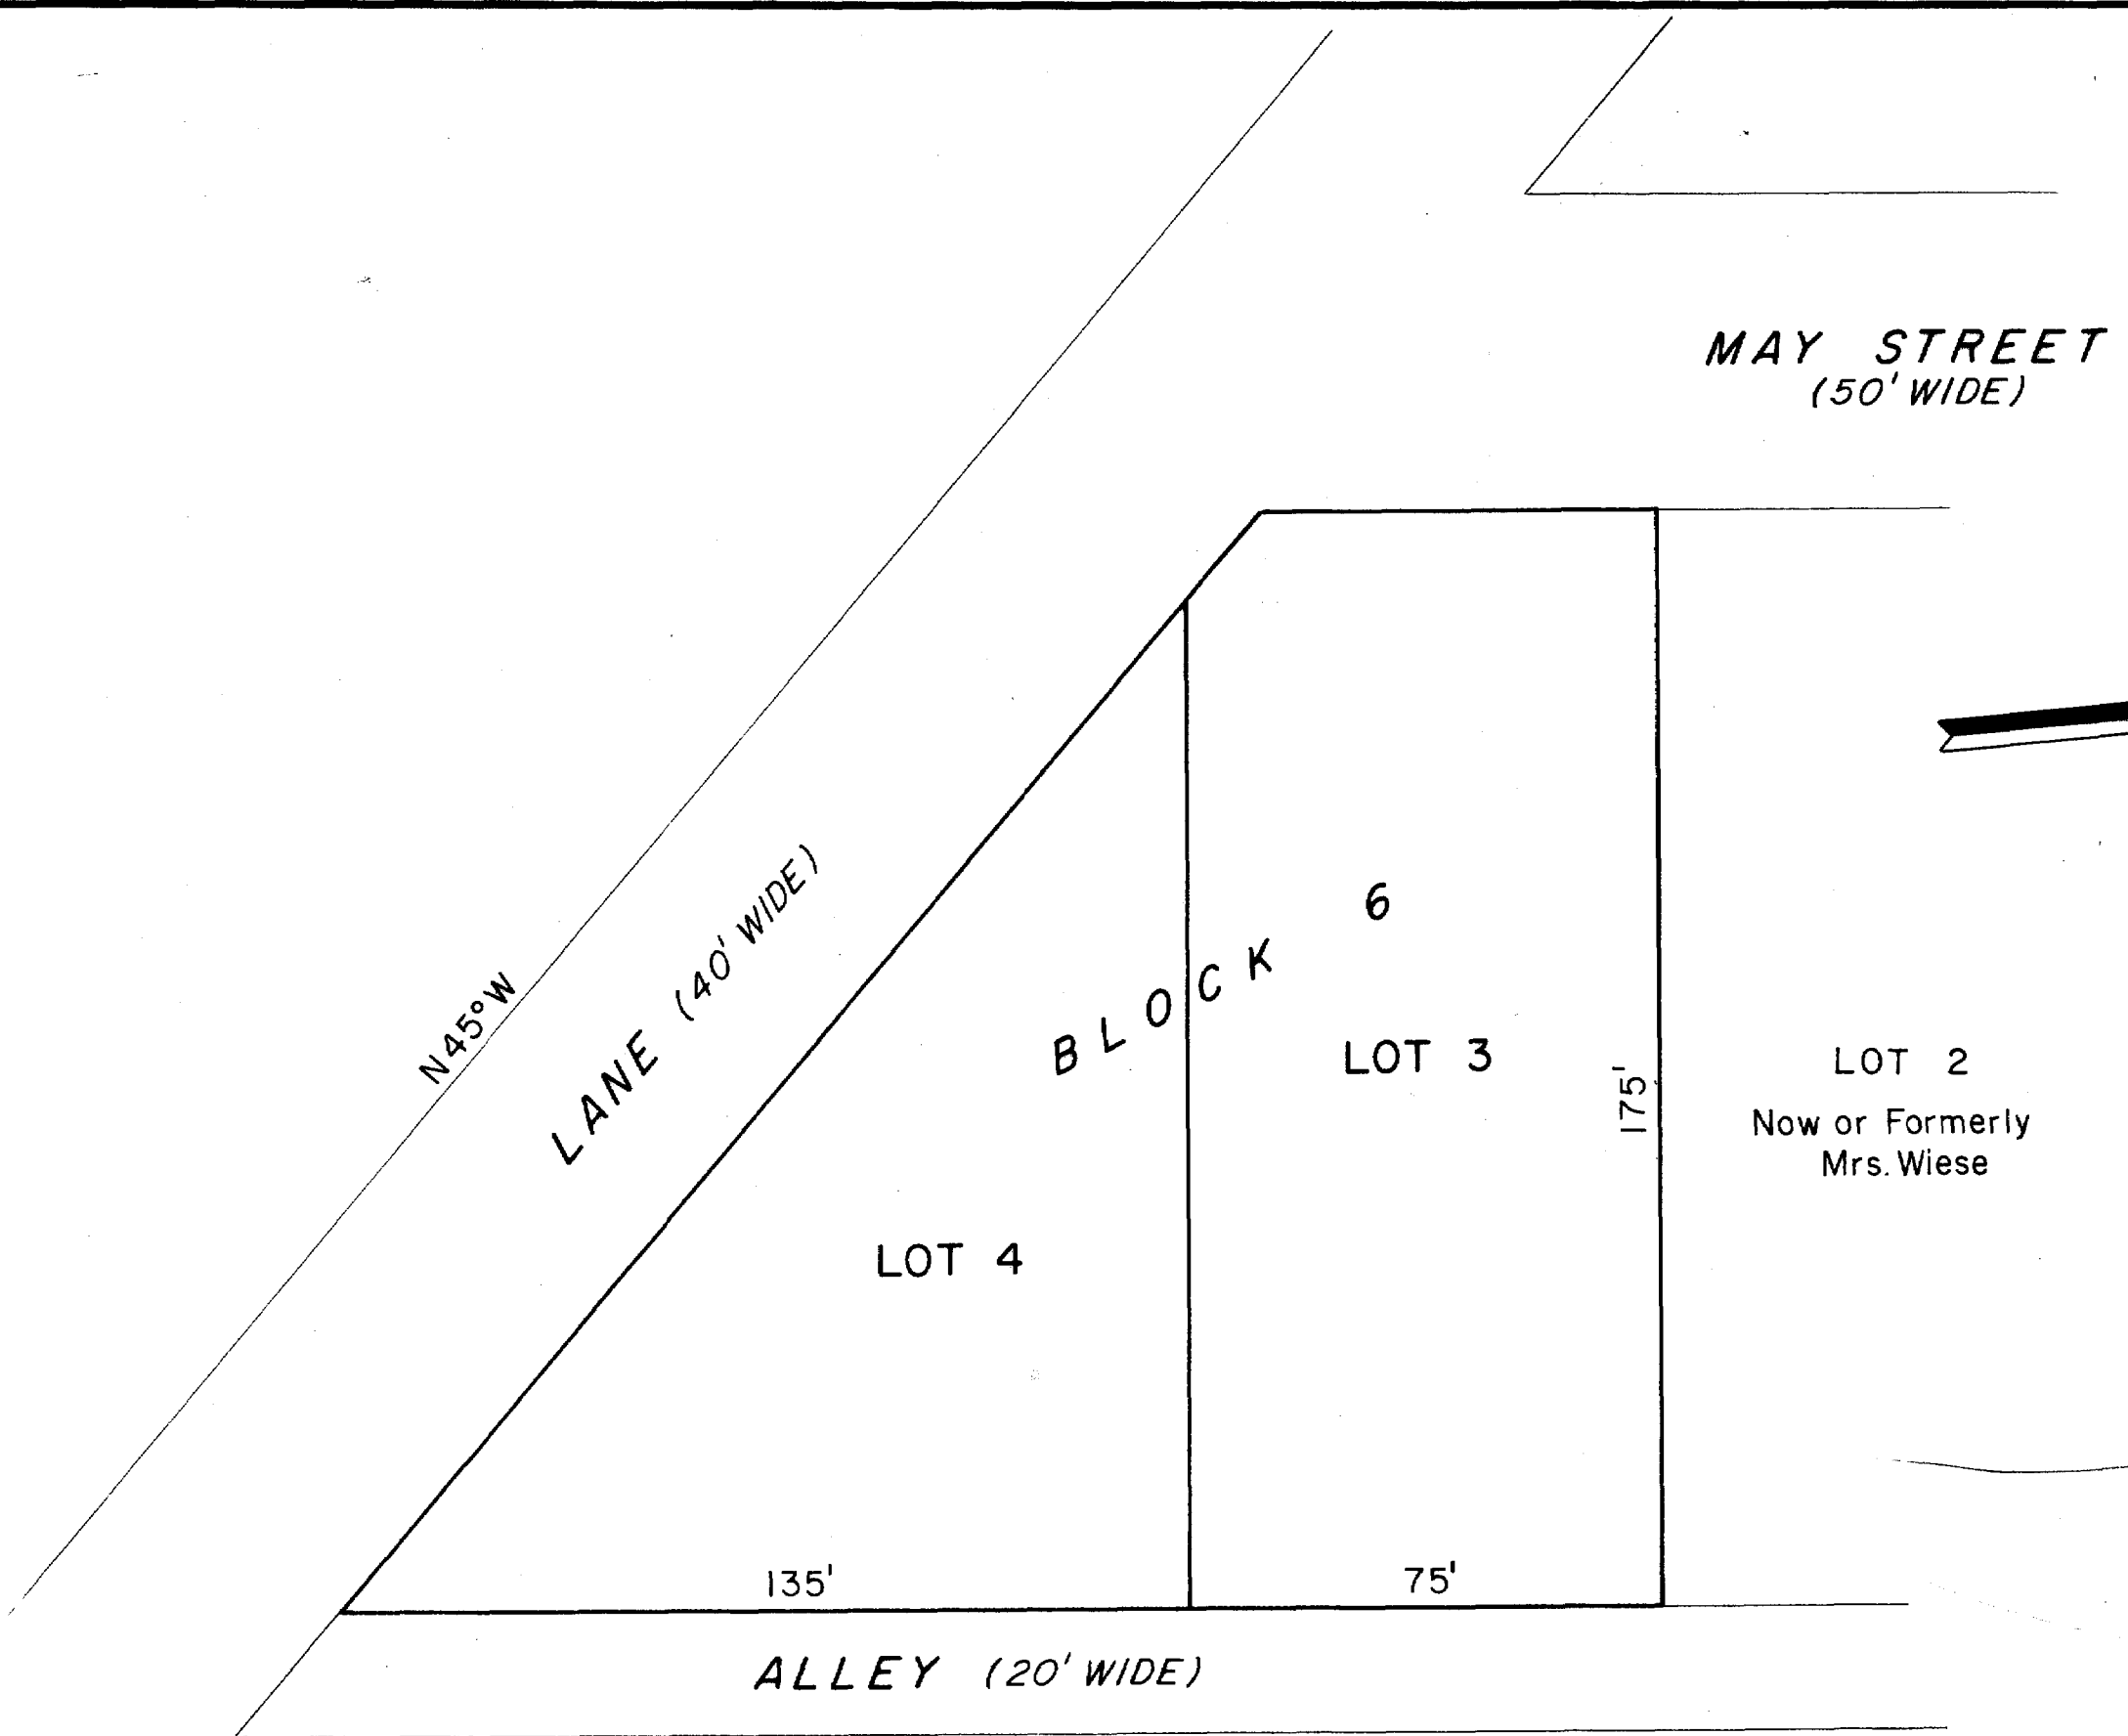 MAY STREET
(50' WIDE)
N45°W
LANE (40' WIDE)
BLOCK 6
LOT 3
175'
LOT 2
Now or Formerly
Mrs. Wiese
LOT 4
135'
75'
ALLEY (20' WIDE)